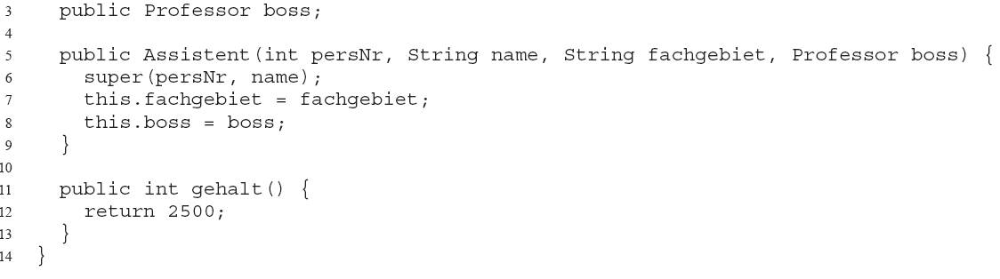 3 public Professor boss;
4
5 public Assistent(int persNr, String name, String fachgebiet, Professor boss) {
6 super(persNr, name);
7 this.fachgebiet = fachgebiet;
8 this.boss = boss;
9 }
10
11 public int gehalt() {
12 return 2500;
13 }
14 }